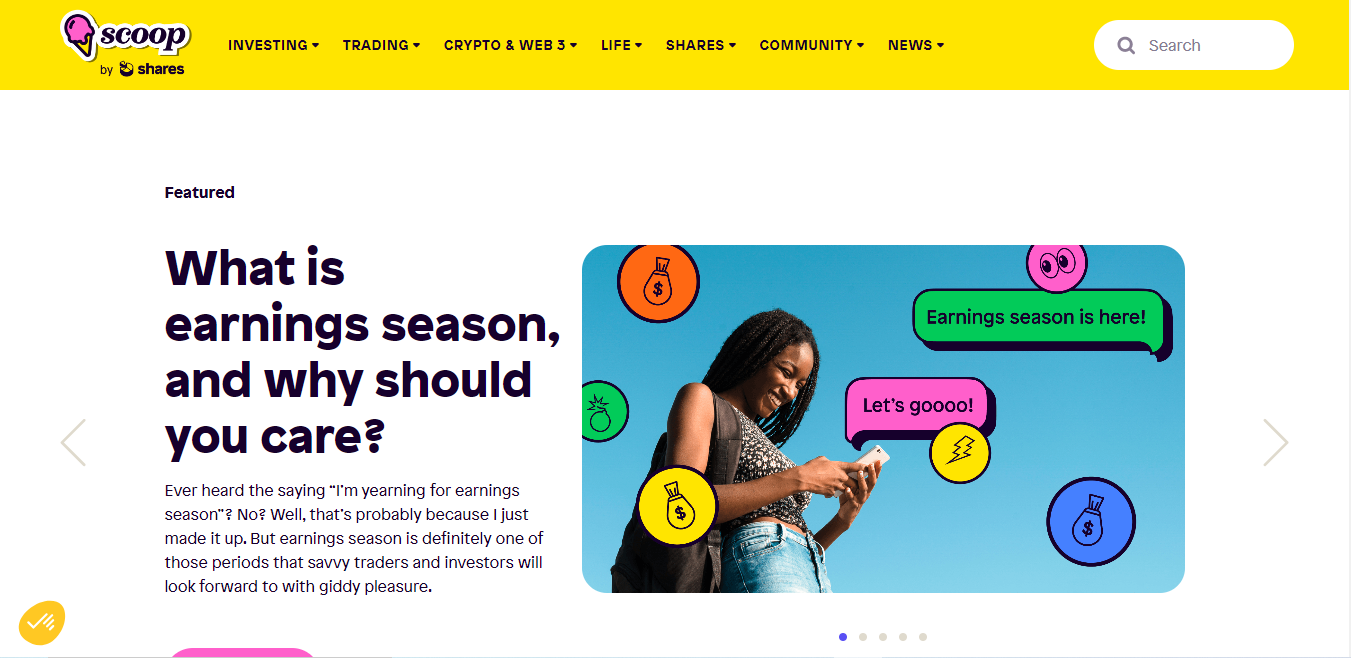 scoop
by shares
INVESTING
TRADING
CRYPTO & WEB 3
LIFE
SHARES
COMMUNITY
NEWS
Search
Featured
What is
earnings season,
and why should
you care?
Ever heard the saying “I’m yearning for earnings
season”? No? Well, that’s probably because I just
made it up. But earnings season is definitely one of
those periods that savvy traders and investors will
look forward to with giddy pleasure.
$
Earnings season is here!
Let’s goooo!
$
$